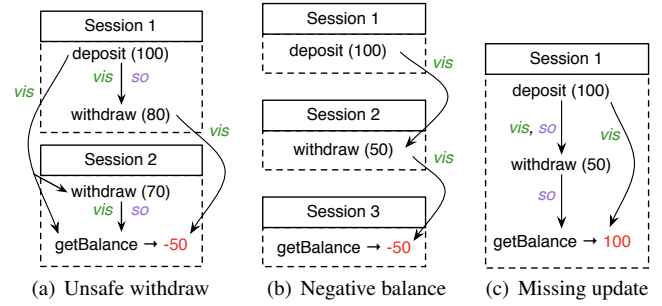 Session 1
deposit (100)
vis so
withdraw (80)
vis
vis
Session 2
withdraw (70)
vis so
getBalance → -50
(a) Unsafe withdraw
Session 1
deposit (100)
vis
Session 2
withdraw (50)
vis
Session 3
getBalance → -50
(b) Negative balance
Session 1
deposit (100)
vis, so
vis
withdraw (50)
so
getBalance → 100
(c) Missing update